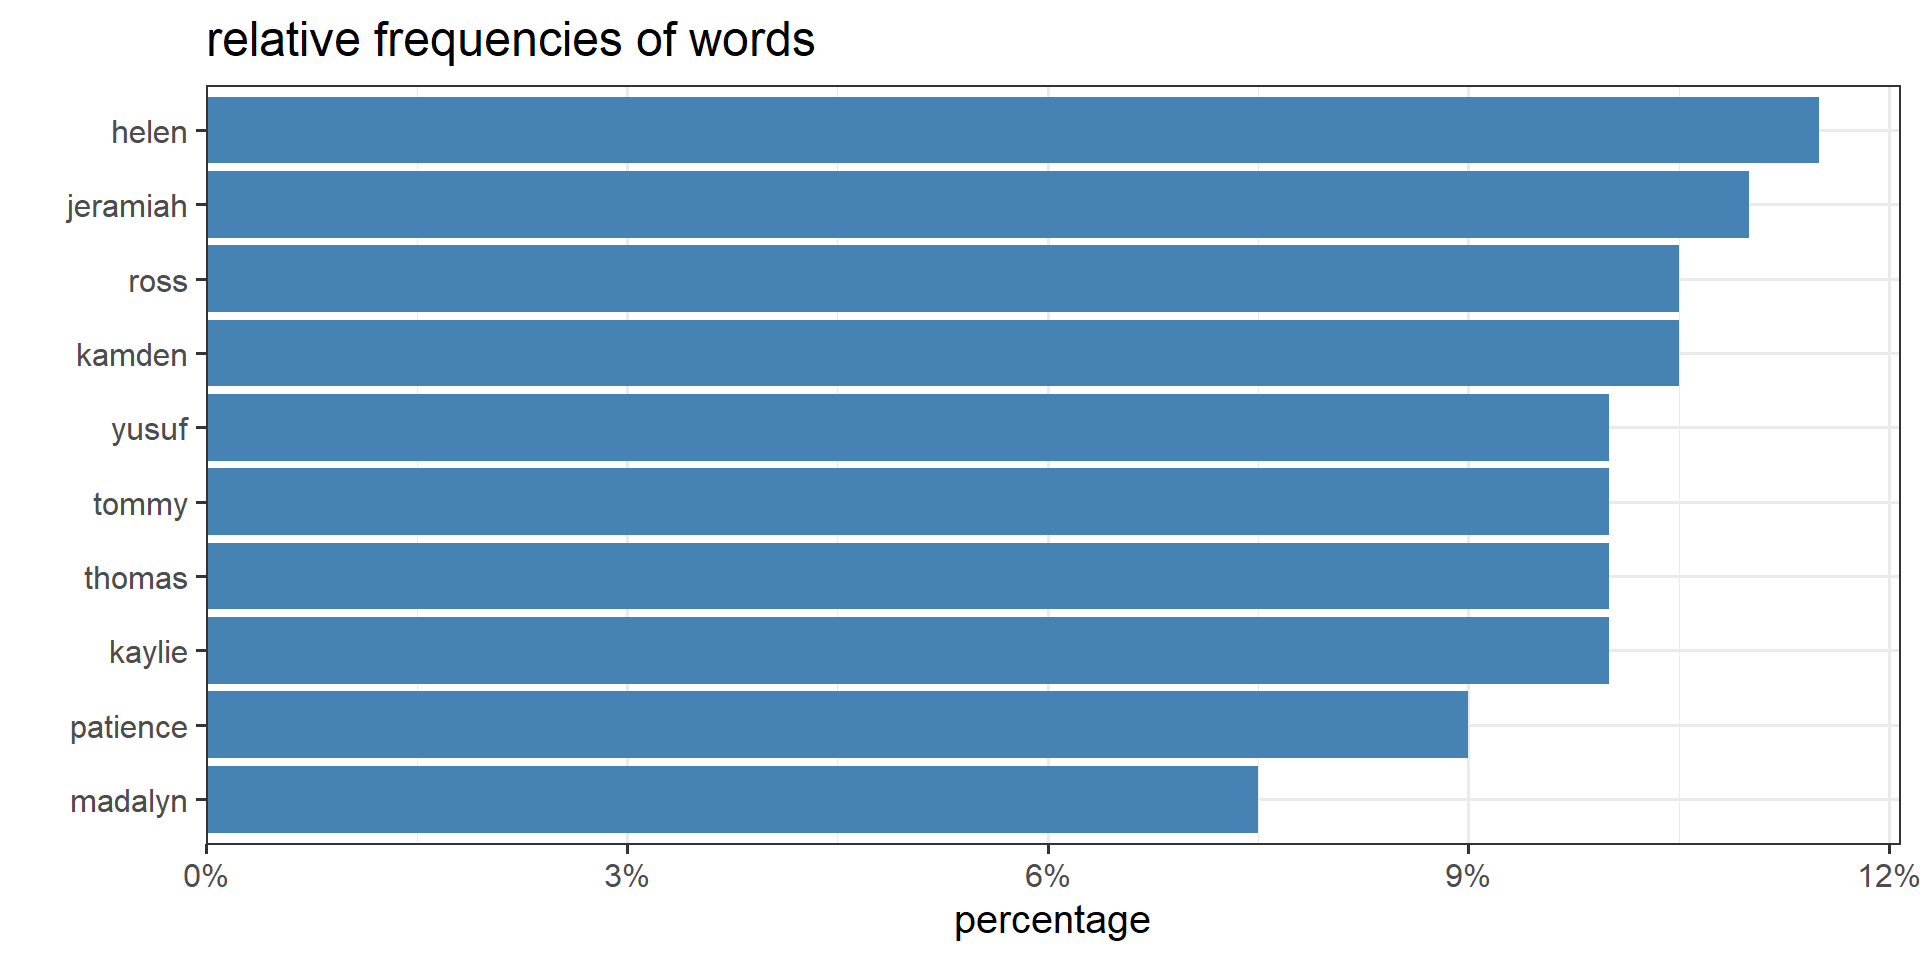 relative frequencies of words
helen
jeramiah
ross
kamden
yusuf
tommy
thomas
kaylie
patience
madalyn
0% 3% 6% 9% 12%
percentage